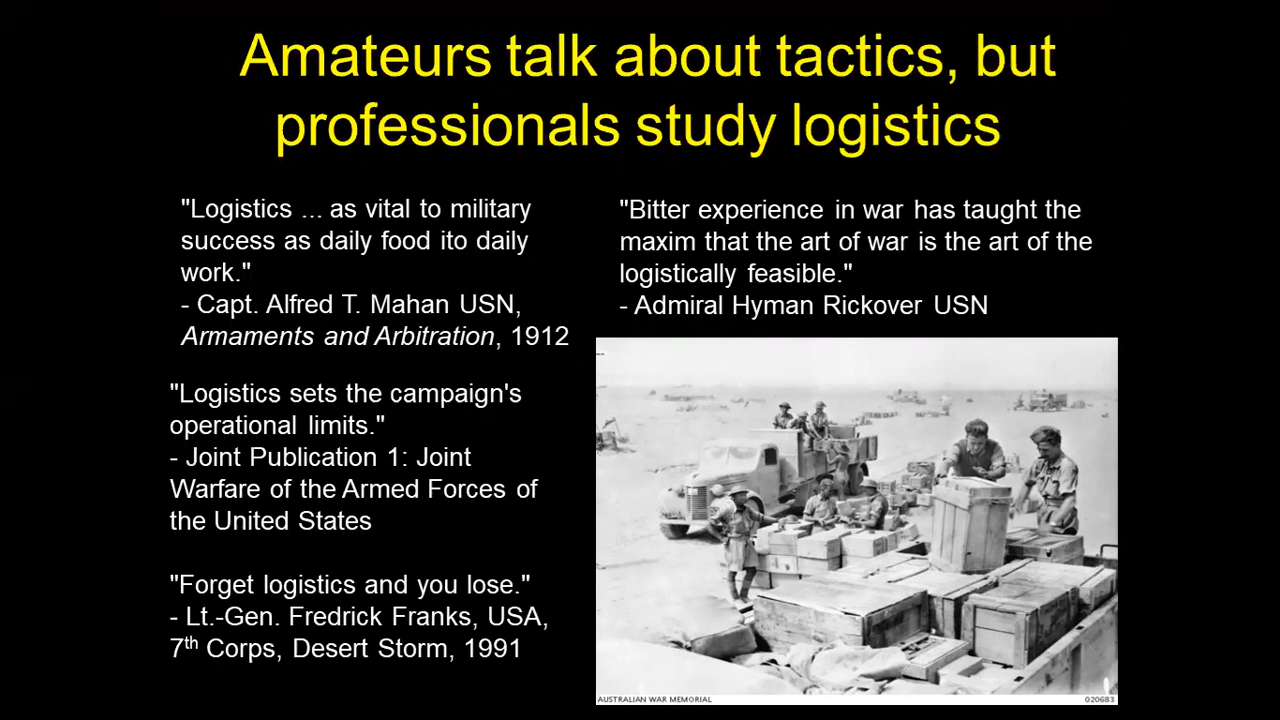 Amateurs talk about tactics, but
professionals study logistics
"Logistics ... as vital to military
success as daily food ito daily
work."
- Capt. Alfred T. Mahan USN,
Armaments and Arbitration, 1912
"Logistics sets the campaign's
operational limits."
- Joint Publication 1: Joint
Warfare of the Armed Forces of
the United States
"Forget logistics and you lose."
- Lt.-Gen. Fredrick Franks, USA,
7th Corps, Desert Storm, 1991
"Bitter experience in war has taught the
maxim that the art of war is the art of the
logistically feasible."
- Admiral Hyman Rickover USN
AUSTRALIAN WAR MEMORIAL
020683